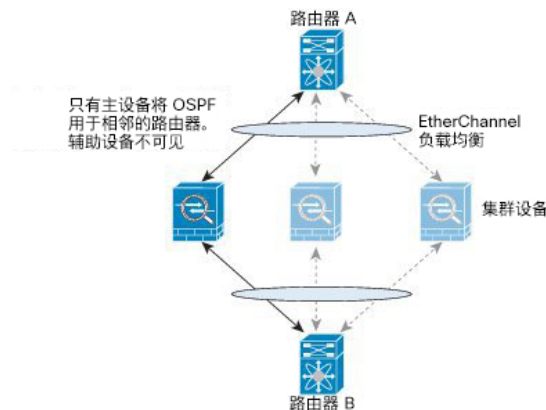 路由器 A
只有主设备将 OSPF
用于相邻的路由器。
辅助设备不可见
EtherChannel
负载均衡
集群设备
路由器 B